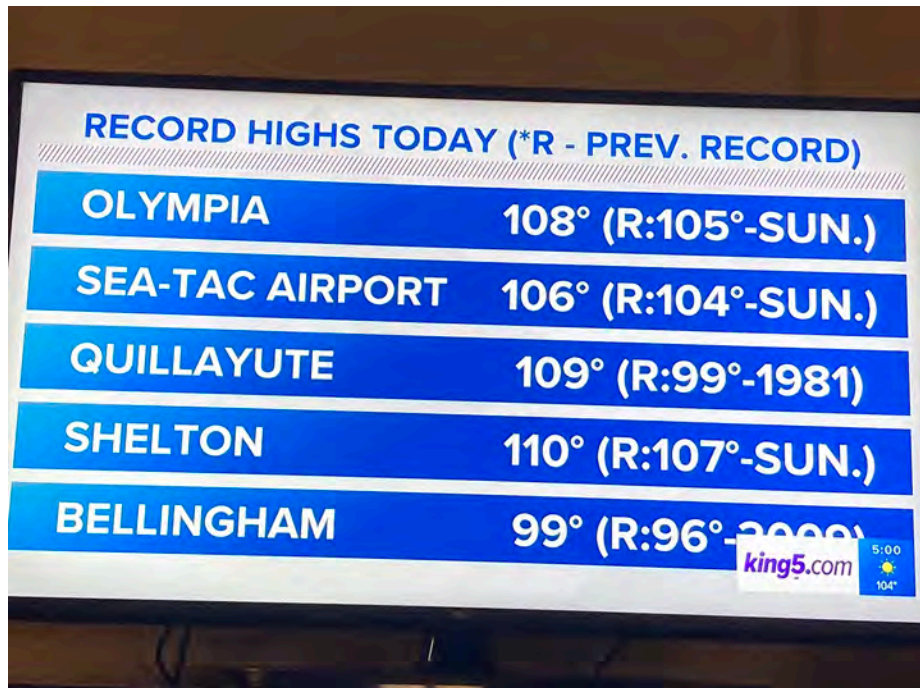 RECORD HIGHS TODAY (*R - PREV. RECORD)
OLYMPIA 108° (R:105°-SUN.)
SEA-TAC AIRPORT 106° (R:104°-SUN.)
QUILLAYUTE 109° (R:99°-1981)
SHELTON 110° (R:107°-SUN.)
BELLINGHAM 99° (R:96°-2009)
king5.com
5:00
104°